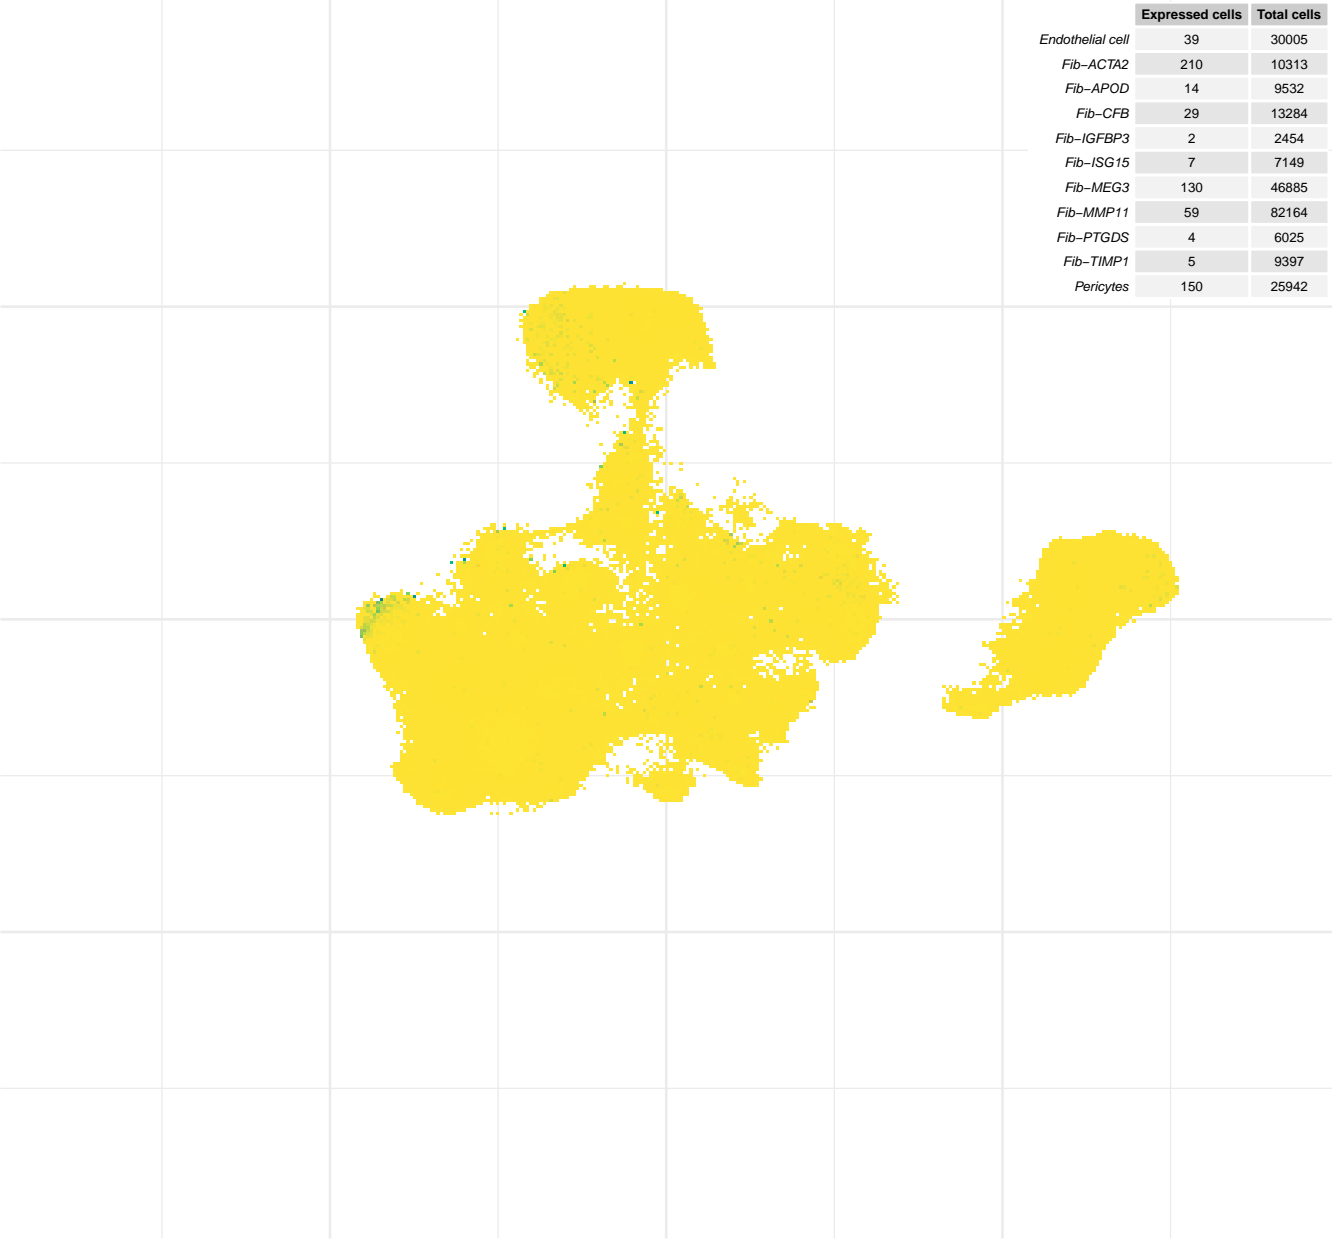 Expressed cells Total cells
Endothelial cell 39 30005
Fib−ACTA2 210 10313
Fib−APOD 14 9532
Fib−CFB 29 13284
Fib−IGFBP3 2 2454
Fib−ISG15 7 7149
Fib−MEG3 130 46885
Fib−MMP11 59 82164
Fib−PTGDS 4 6025
Fib−TIMP1 5 9397
Pericytes 150 25942